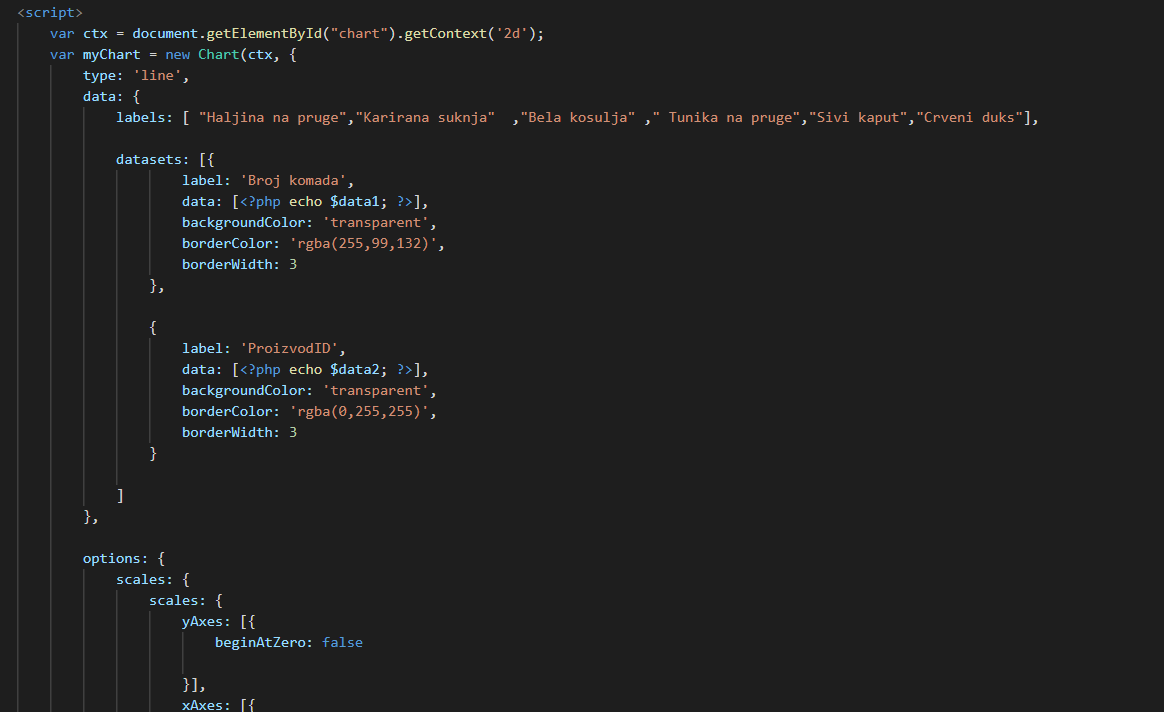 <script>
var ctx = document.getElementById("chart").getContext('2d');
var myChart = new Chart(ctx, {
type: 'line',
data: {
labels: [ "Haljina na pruge","Karirana suknja"  ,"Bela kosulja" ," Tunika na pruge","Sivi kaput","Crveni duks"],
datasets: [{
label: 'Broj komada',
data: [<?php echo $data1; ?>],
backgroundColor: 'transparent',
borderColor: 'rgba(255,99,132)',
borderWidth: 3
},
{
label: 'ProizvodID',
data: [<?php echo $data2; ?>],
backgroundColor: 'transparent',
borderColor: 'rgba(0,255,255)',
borderWidth: 3
}
]
},
options: {
scales: {
scales: {
yAxes: [{
beginAtZero: false
}],
xAxes: [{